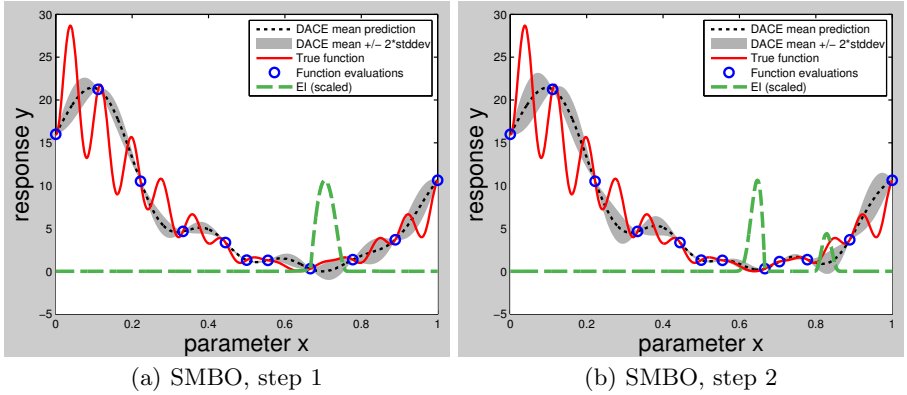 DACE mean prediction
DACE mean +/− 2*stddev
True function
Function evaluations
EI (scaled)
response y
30
25
20
15
10
5
0
−5
0
0.2
0.4
0.6
0.8
1
parameter x
(a) SMBO, step 1
DACE mean prediction
DACE mean +/− 2*stddev
True function
Function evaluations
EI (scaled)
response y
30
25
20
15
10
5
0
−5
0
0.2
0.4
0.6
0.8
1
parameter x
(b) SMBO, step 2